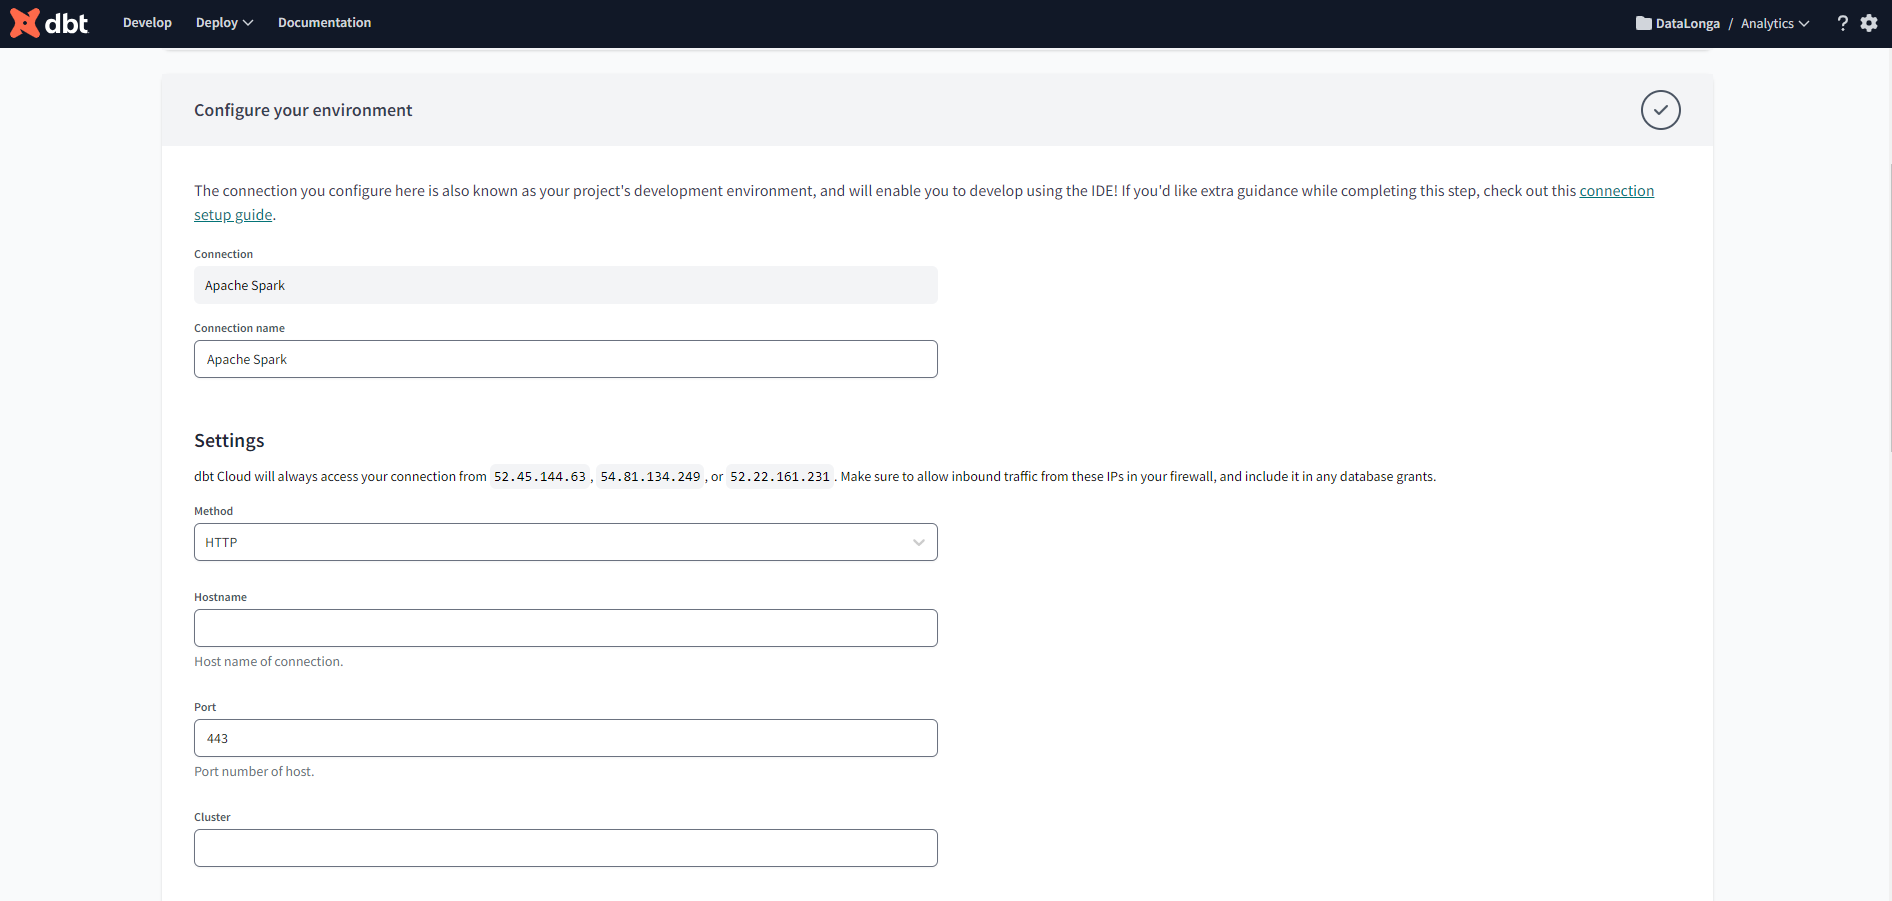 dbt Develop Deploy Documentation DataLonga / Analytics ?
Configure your environment
The connection you configure here is also known as your project's development environment, and will enable you to develop using the IDE! If you'd like extra guidance while completing this step, check out this connection
setup guide.
Connection
Apache Spark
Connection name
Apache Spark
Settings
dbt Cloud will always access your connection from 52.45.144.63, 54.81.134.249, or 52.22.161.231. Make sure to allow inbound traffic from these IPs in your firewall, and include it in any database grants.
Method
HTTP
Hostname
Host name of connection.
Port
443
Port number of host.
Cluster